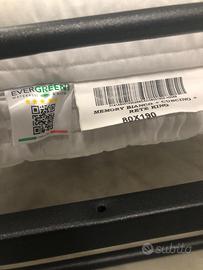 EVERGREEN
MEMORY BIANCO + CUSCINO +
RETE KING
80X190
subito